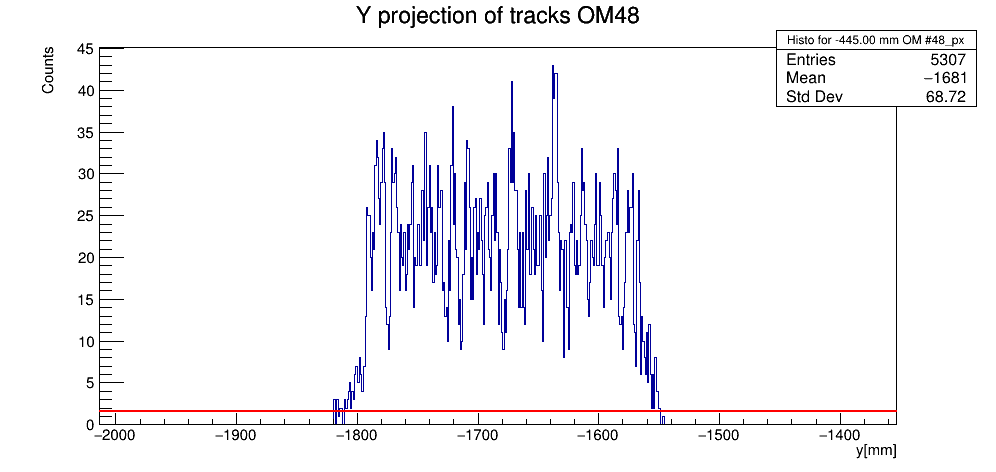 Y projection of tracks OM48
Histo for -445.00 mm OM #48_px
Entries 5307
Mean −1681
Std Dev 68.72
Counts
45
40
35
30
25
20
15
10
5
0
−2000 −1900 −1800 −1700 −1600 −1500 −1400
y[mm]